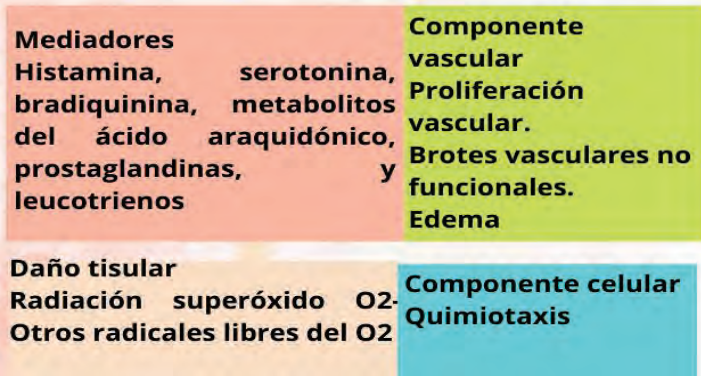 Mediadores
Histamina, serotonina,
bradiquinina, metabolitos
del ácido araquidónico,
prostaglandinas, y
leucotrienos
Componente
vascular
Proliferación
vascular.
Brotes vasculares no
funcionales.
Edema
Daño tisular
Radiación superóxido O2-
Otros radicales libres del O2
Componente celular
Quimiotaxis